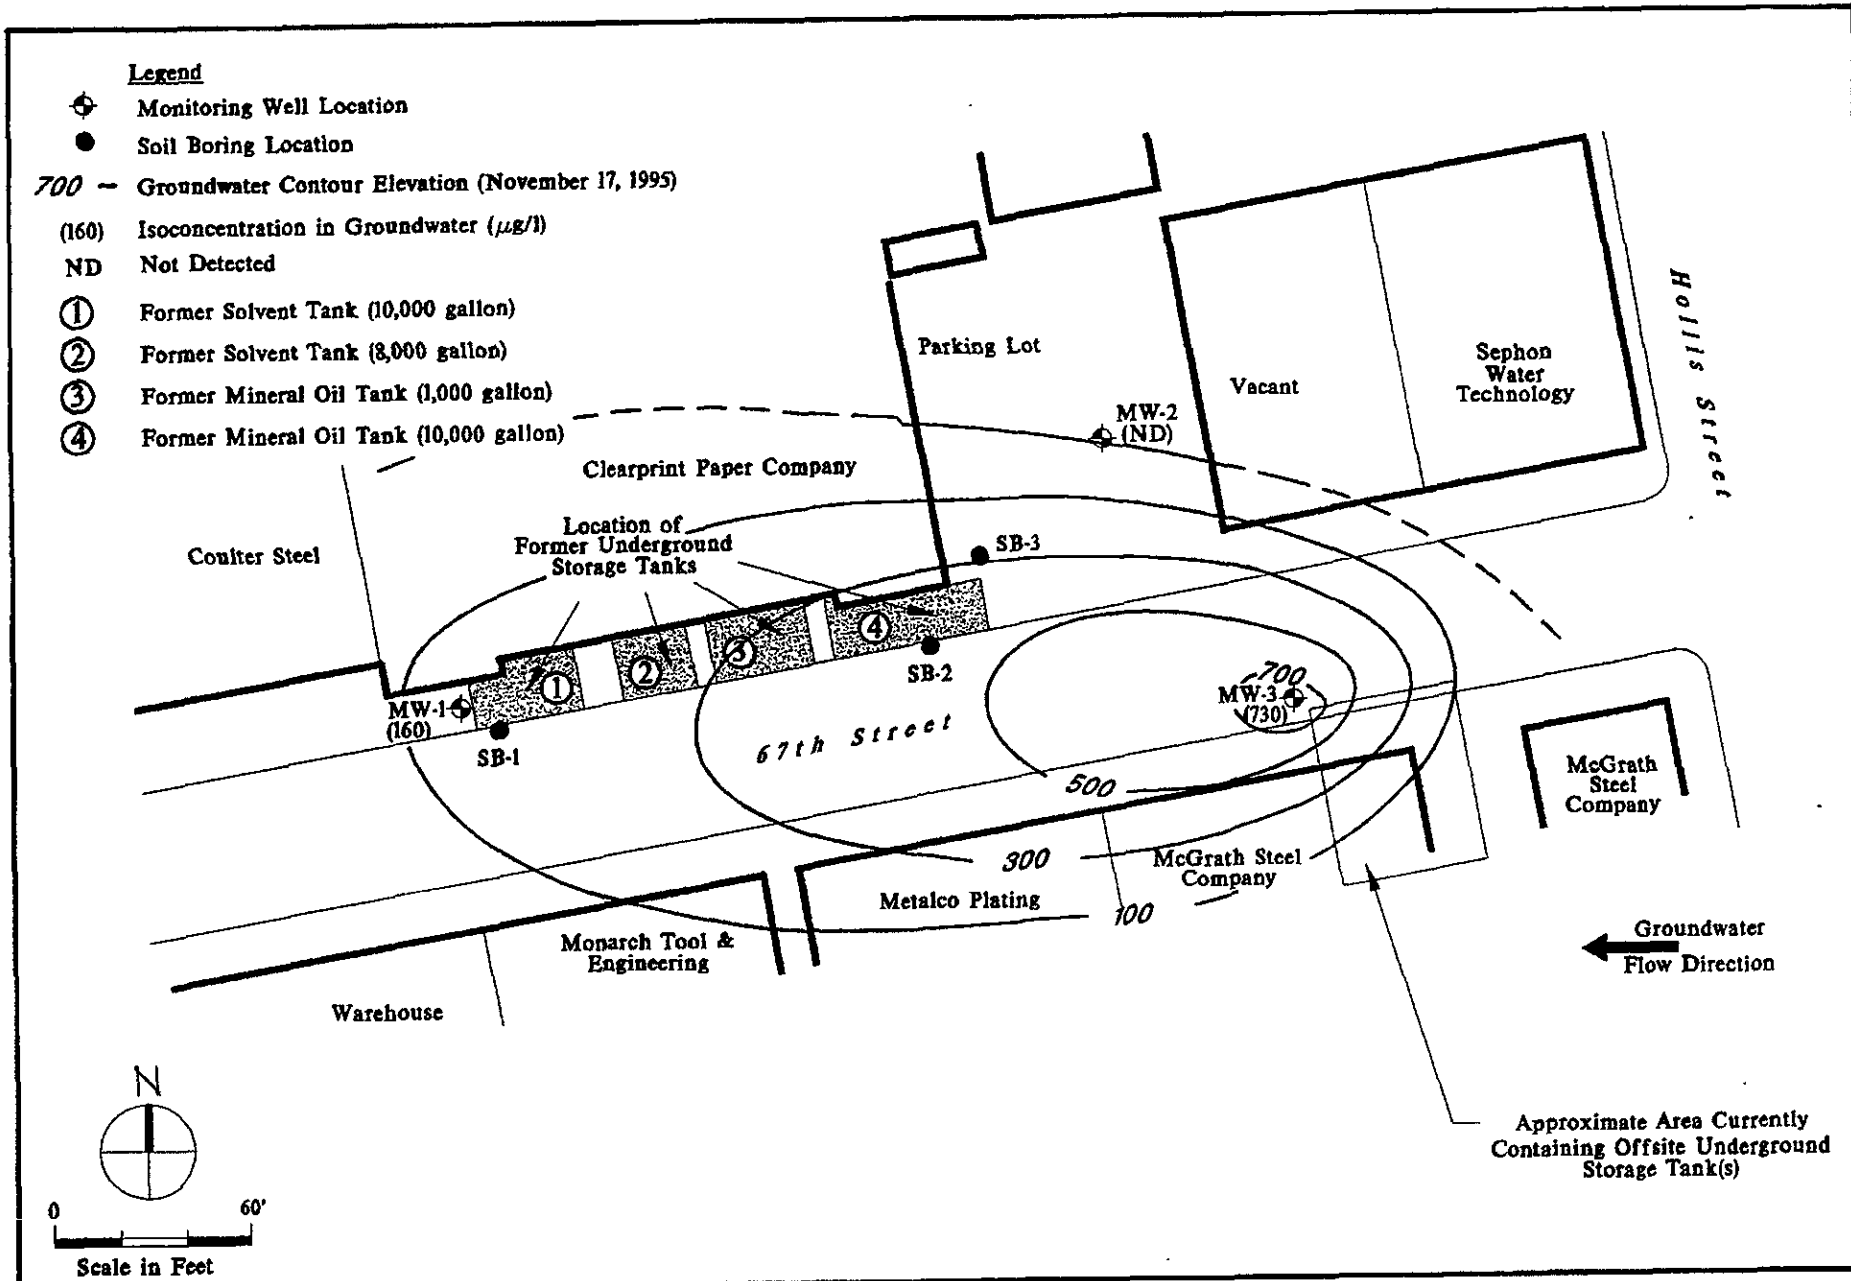 Legend
Monitoring Well Location
Soil Boring Location
700 ~ Groundwater Contour Elevation (November 17, 1995)
(160) Isoconcentration in Groundwater (µg/l)
ND Not Detected
1 Former Solvent Tank (10,000 gallon)
2 Former Solvent Tank (8,000 gallon)
3 Former Mineral Oil Tank (1,000 gallon)
4 Former Mineral Oil Tank (10,000 gallon)
Parking Lot
Vacant
Sephon
Water
Technology
Hollis Street
MW-2
(ND)
Clearprint Paper Company
Coulter Steel
Location of
Former Underground
Storage Tanks
SB-3
1
2
3
4
SB-2
MW-1
(160)
SB-1
67th Street
700
MW-3
(730)
500
300
100
McGrath
Steel
Company
McGrath Steel
Company
Metalco Plating
Monarch Tool &
Engineering
Warehouse
Groundwater
Flow Direction
Approximate Area Currently
Containing Offsite Underground
Storage Tank(s)
N
0 60'
Scale in Feet